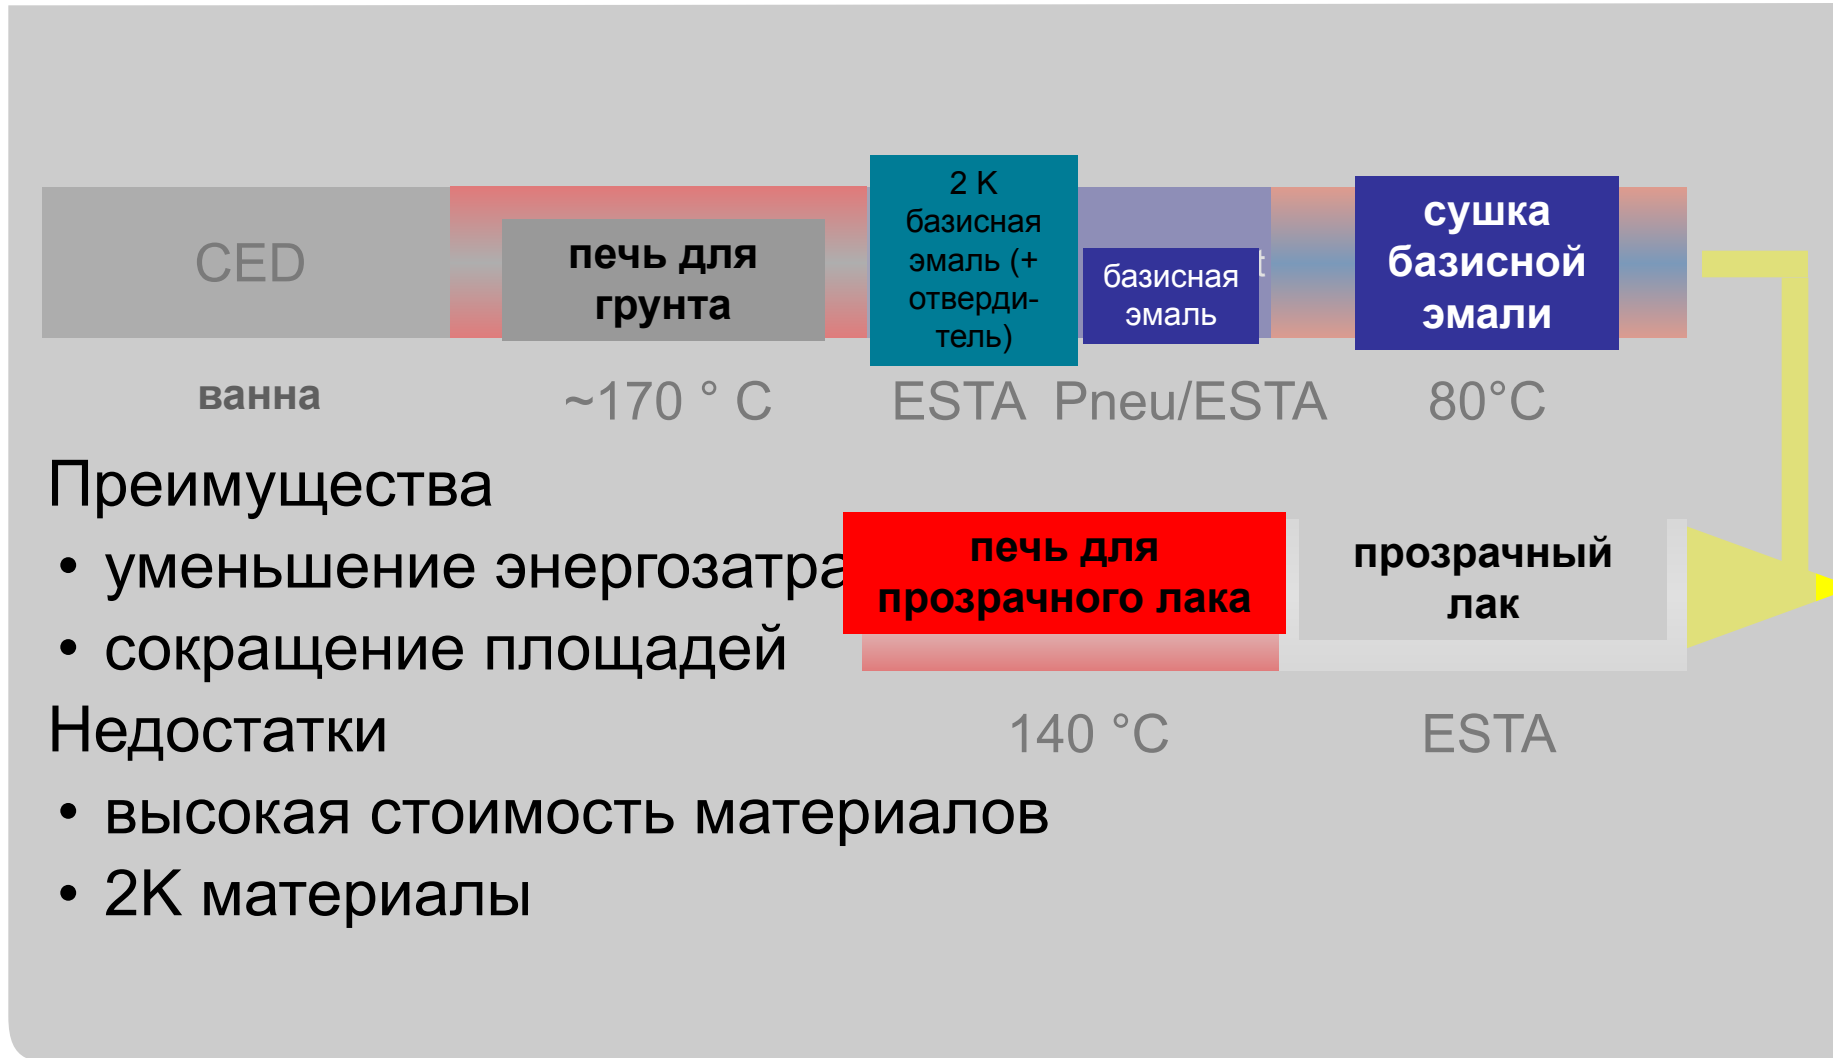 CED
печь для
грунта
2 K
базисная
эмаль (+
отверди-
тель)
базисная
эмаль
t
сушка
базисной
эмали
ванна
~170 ° C
ESTA
Pneu/ESTA
80°C
Преимущества
• уменьшение энергозатра
• сокращение площадей
печь для
прозрачного лака
прозрачный
лак
140 °C
ESTA
Недостатки
• высокая стоимость материалов
• 2K материалы